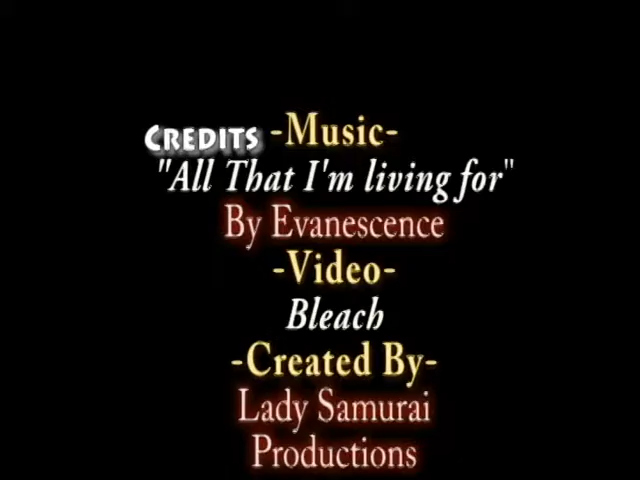 CREDITS
-Music-
"All That I'm living for"
By Evanescence
-Video-
Bleach
-Created By-
Lady Samurai
Productions